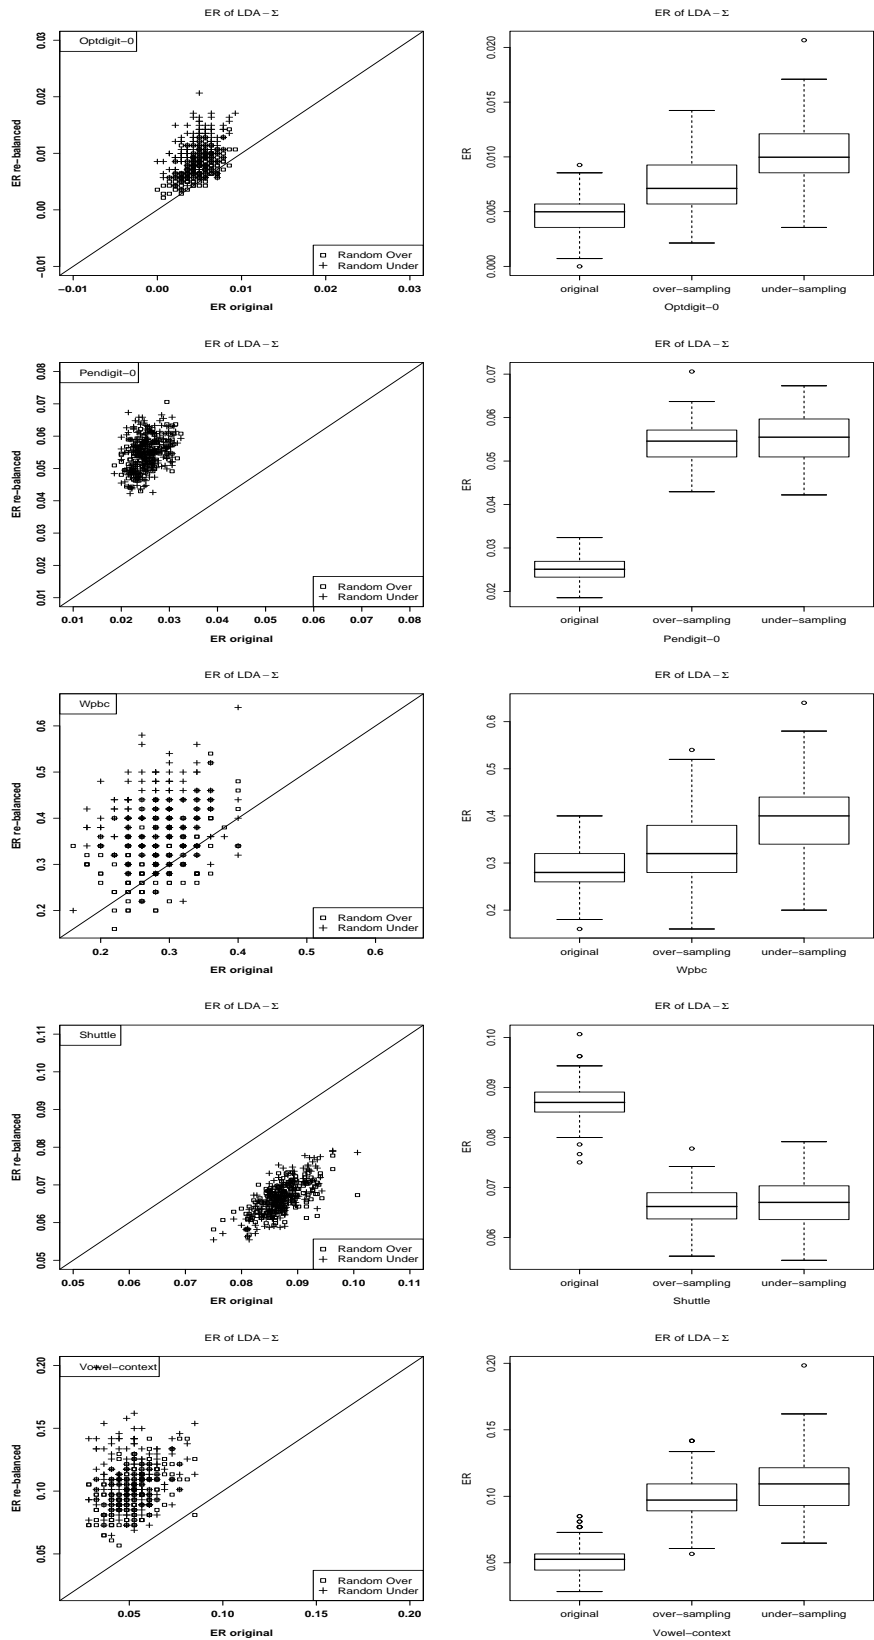 ER of LDA − Σ
Optdigit−0
ER re−balanced
−0.01 0.00 0.01 0.02 0.03
Random Over
Random Under
−0.01 0.00 0.01 0.02 0.03
ER original
ER of LDA − Σ
ER
0.000 0.005 0.010 0.015 0.020
original over−sampling under−sampling
Optdigit−0
ER of LDA − Σ
Pendigit−0
ER re−balanced
0.01 0.02 0.03 0.04 0.05 0.06 0.07 0.08
Random Over
Random Under
0.01 0.02 0.03 0.04 0.05 0.06 0.07 0.08
ER original
ER of LDA − Σ
ER
0.02 0.03 0.04 0.05 0.06 0.07
original over−sampling under−sampling
Pendigit−0
ER of LDA − Σ
Wpbc
ER re−balanced
0.2 0.3 0.4 0.5 0.6
Random Over
Random Under
0.2 0.3 0.4 0.5 0.6
ER original
ER of LDA − Σ
ER
0.2 0.3 0.4 0.5 0.6
original over−sampling under−sampling
Wpbc
ER of LDA − Σ
Shuttle
ER re−balanced
0.05 0.06 0.07 0.08 0.09 0.10 0.11
Random Over
Random Under
0.05 0.06 0.07 0.08 0.09 0.10 0.11
ER original
ER of LDA − Σ
ER
0.06 0.07 0.08 0.09 0.10
original over−sampling under−sampling
Shuttle
ER of LDA − Σ
Vowel−context
ER re−balanced
0.05 0.10 0.15 0.20
Random Over
Random Under
0.05 0.10 0.15 0.20
ER original
ER of LDA − Σ
ER
0.05 0.10 0.15 0.20
original over−sampling under−sampling
Vowel−context